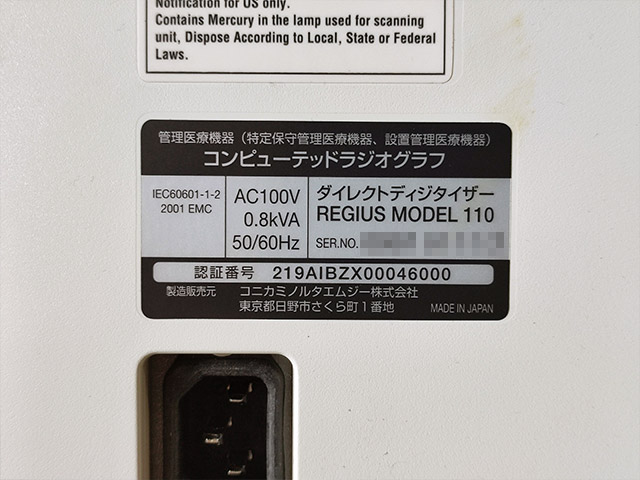 Notification for US only.
Contains Mercury in the lamp used for scanning
unit, Dispose According to Local, State or Federal
Laws.
管理医療機器(特定保守管理医療機器、設置管理医療機器)
コンピューテッドラジオグラフ
IEC60601-1-2
2001 EMC
AC100V
0.8kVA
50/60Hz
ダイレクトディジタイザー
REGIUS MODEL 110
SER.NO.
認証番号 219AIBZX00046000
製造販売元 コニカミノルタエムジー株式会社
東京都日野市さくら町1番地
MADE IN JAPAN